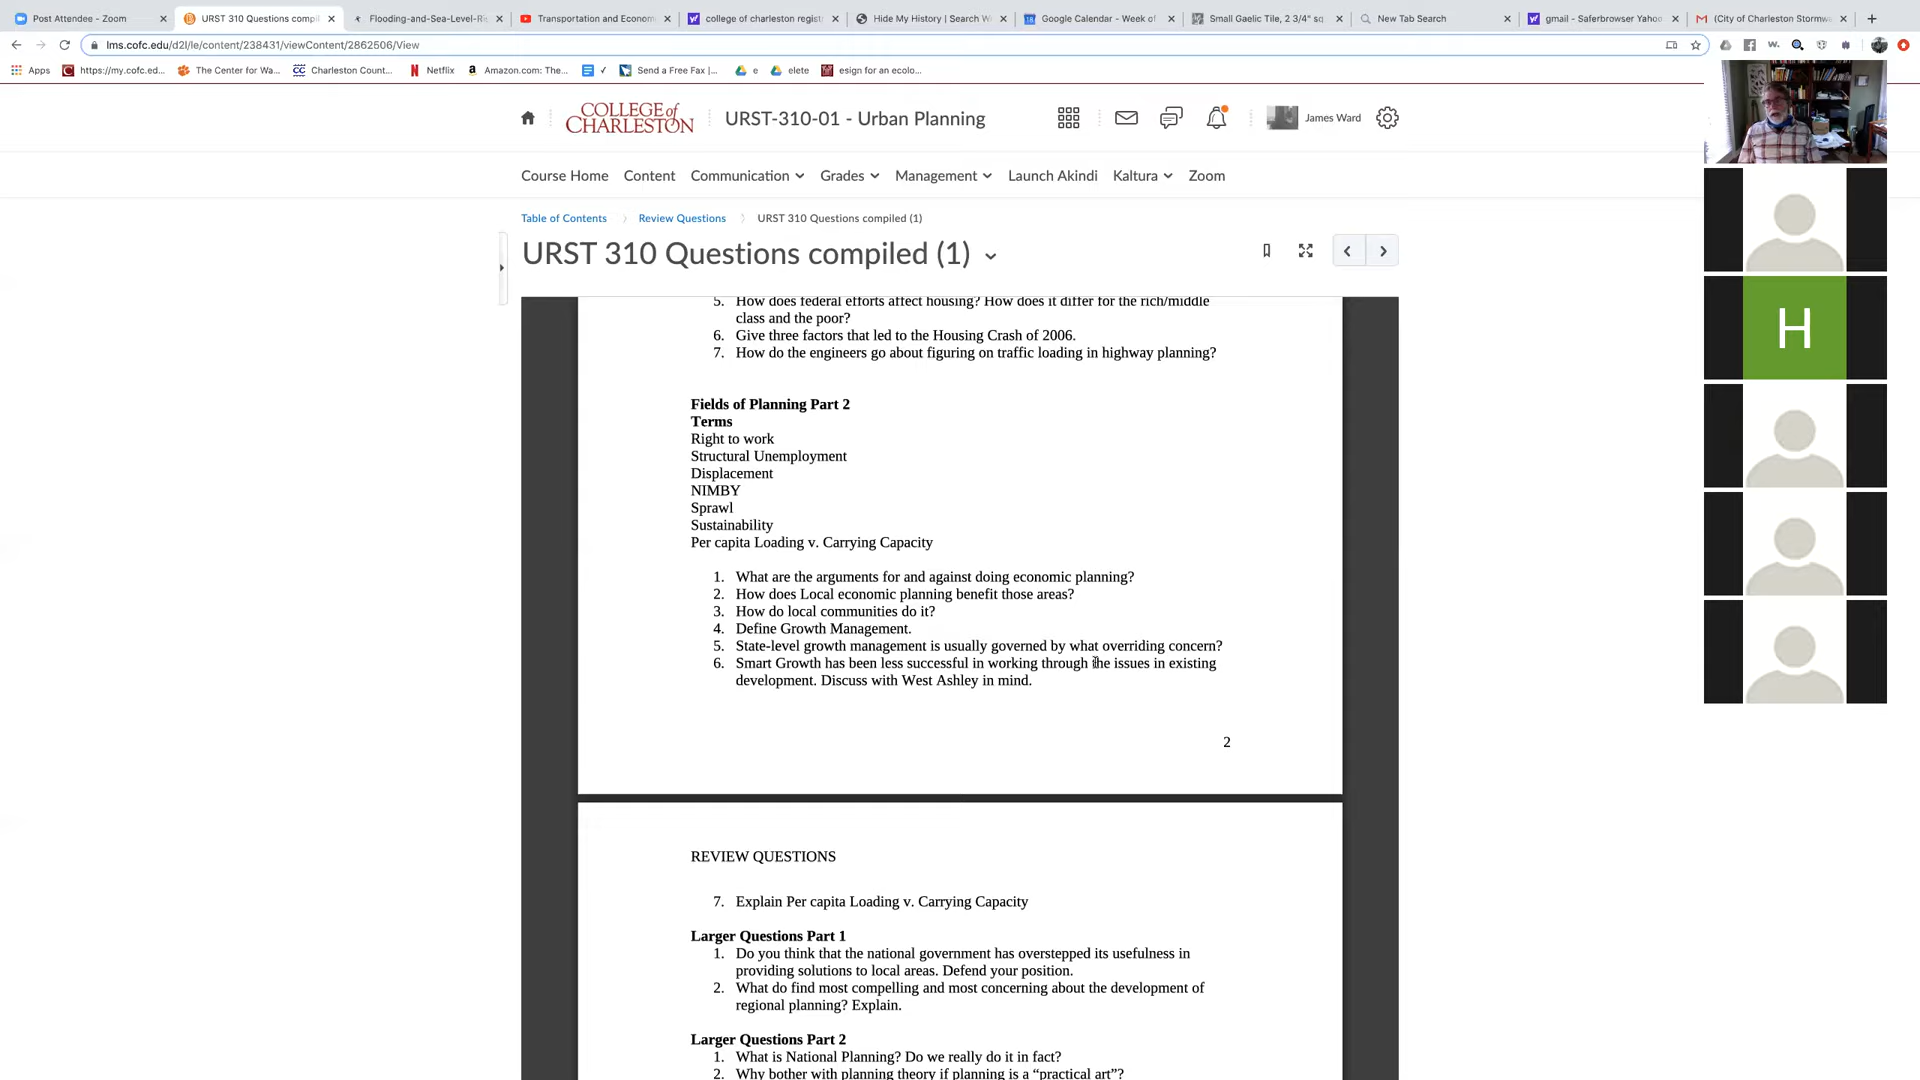 Post Attendee - Zoom
URST 310 Questions compil
Flooding-and-Sea-Level-Ri
Transportation and Econom
college of charleston registr
Hide My History | Search W
Google Calendar - Week of
Small Gaelic Tile, 2 3/4" sq
New Tab Search
gmail - Saferbrowser Yahoo
(City of Charleston Stormwa
lms.cofc.edu/d2l/le/content/238431/viewContent/2862506/View
Apps
https://my.cofc.ed...
The Center for Wa...
CC Charleston Count...
Netflix
Amazon.com: The...
Send a Free Fax |...
e
elete
esign for an ecolo...
COLLEGE of CHARLESTON
URST-310-01 - Urban Planning
James Ward
Course Home
Content
Communication
Grades
Management
Launch Akindi
Kaltura
Zoom
Table of Contents
Review Questions
URST 310 Questions compiled (1)
URST 310 Questions compiled (1)
5. How does federal efforts affect housing? How does it differ for the rich/middle
class and the poor?
6. Give three factors that led to the Housing Crash of 2006.
7. How do the engineers go about figuring on traffic loading in highway planning?
Fields of Planning Part 2
Terms
Right to work
Structural Unemployment
Displacement
NIMBY
Sprawl
Sustainability
Per capita Loading v. Carrying Capacity
1. What are the arguments for and against doing economic planning?
2. How does Local economic planning benefit those areas?
3. How do local communities do it?
4. Define Growth Management.
5. State-level growth management is usually governed by what overriding concern?
6. Smart Growth has been less successful in working through the issues in existing
development. Discuss with West Ashley in mind.
2
REVIEW QUESTIONS
7. Explain Per capita Loading v. Carrying Capacity
Larger Questions Part 1
1. Do you think that the national government has overstepped its usefulness in
providing solutions to local areas. Defend your position.
2. What do find most compelling and most concerning about the development of
regional planning? Explain.
Larger Questions Part 2
1. What is National Planning? Do we really do it in fact?
2. Why bother with planning theory if planning is a “practical art”?
H